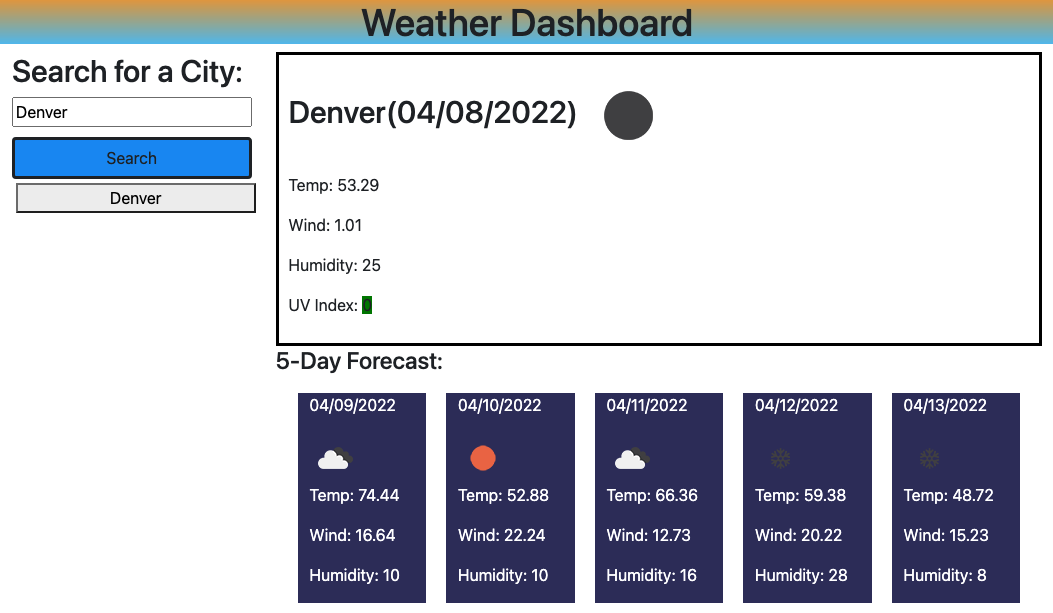 Weather Dashboard
Search for a City:
Denver
Search
Denver
Denver(04/08/2022)
Temp: 53.29
Wind: 1.01
Humidity: 25
UV Index: 0
5-Day Forecast:
04/09/2022
Temp: 74.44
Wind: 16.64
Humidity: 10
04/10/2022
Temp: 52.88
Wind: 22.24
Humidity: 10
04/11/2022
Temp: 66.36
Wind: 12.73
Humidity: 16
04/12/2022
Temp: 59.38
Wind: 20.22
Humidity: 28
04/13/2022
Temp: 48.72
Wind: 15.23
Humidity: 8